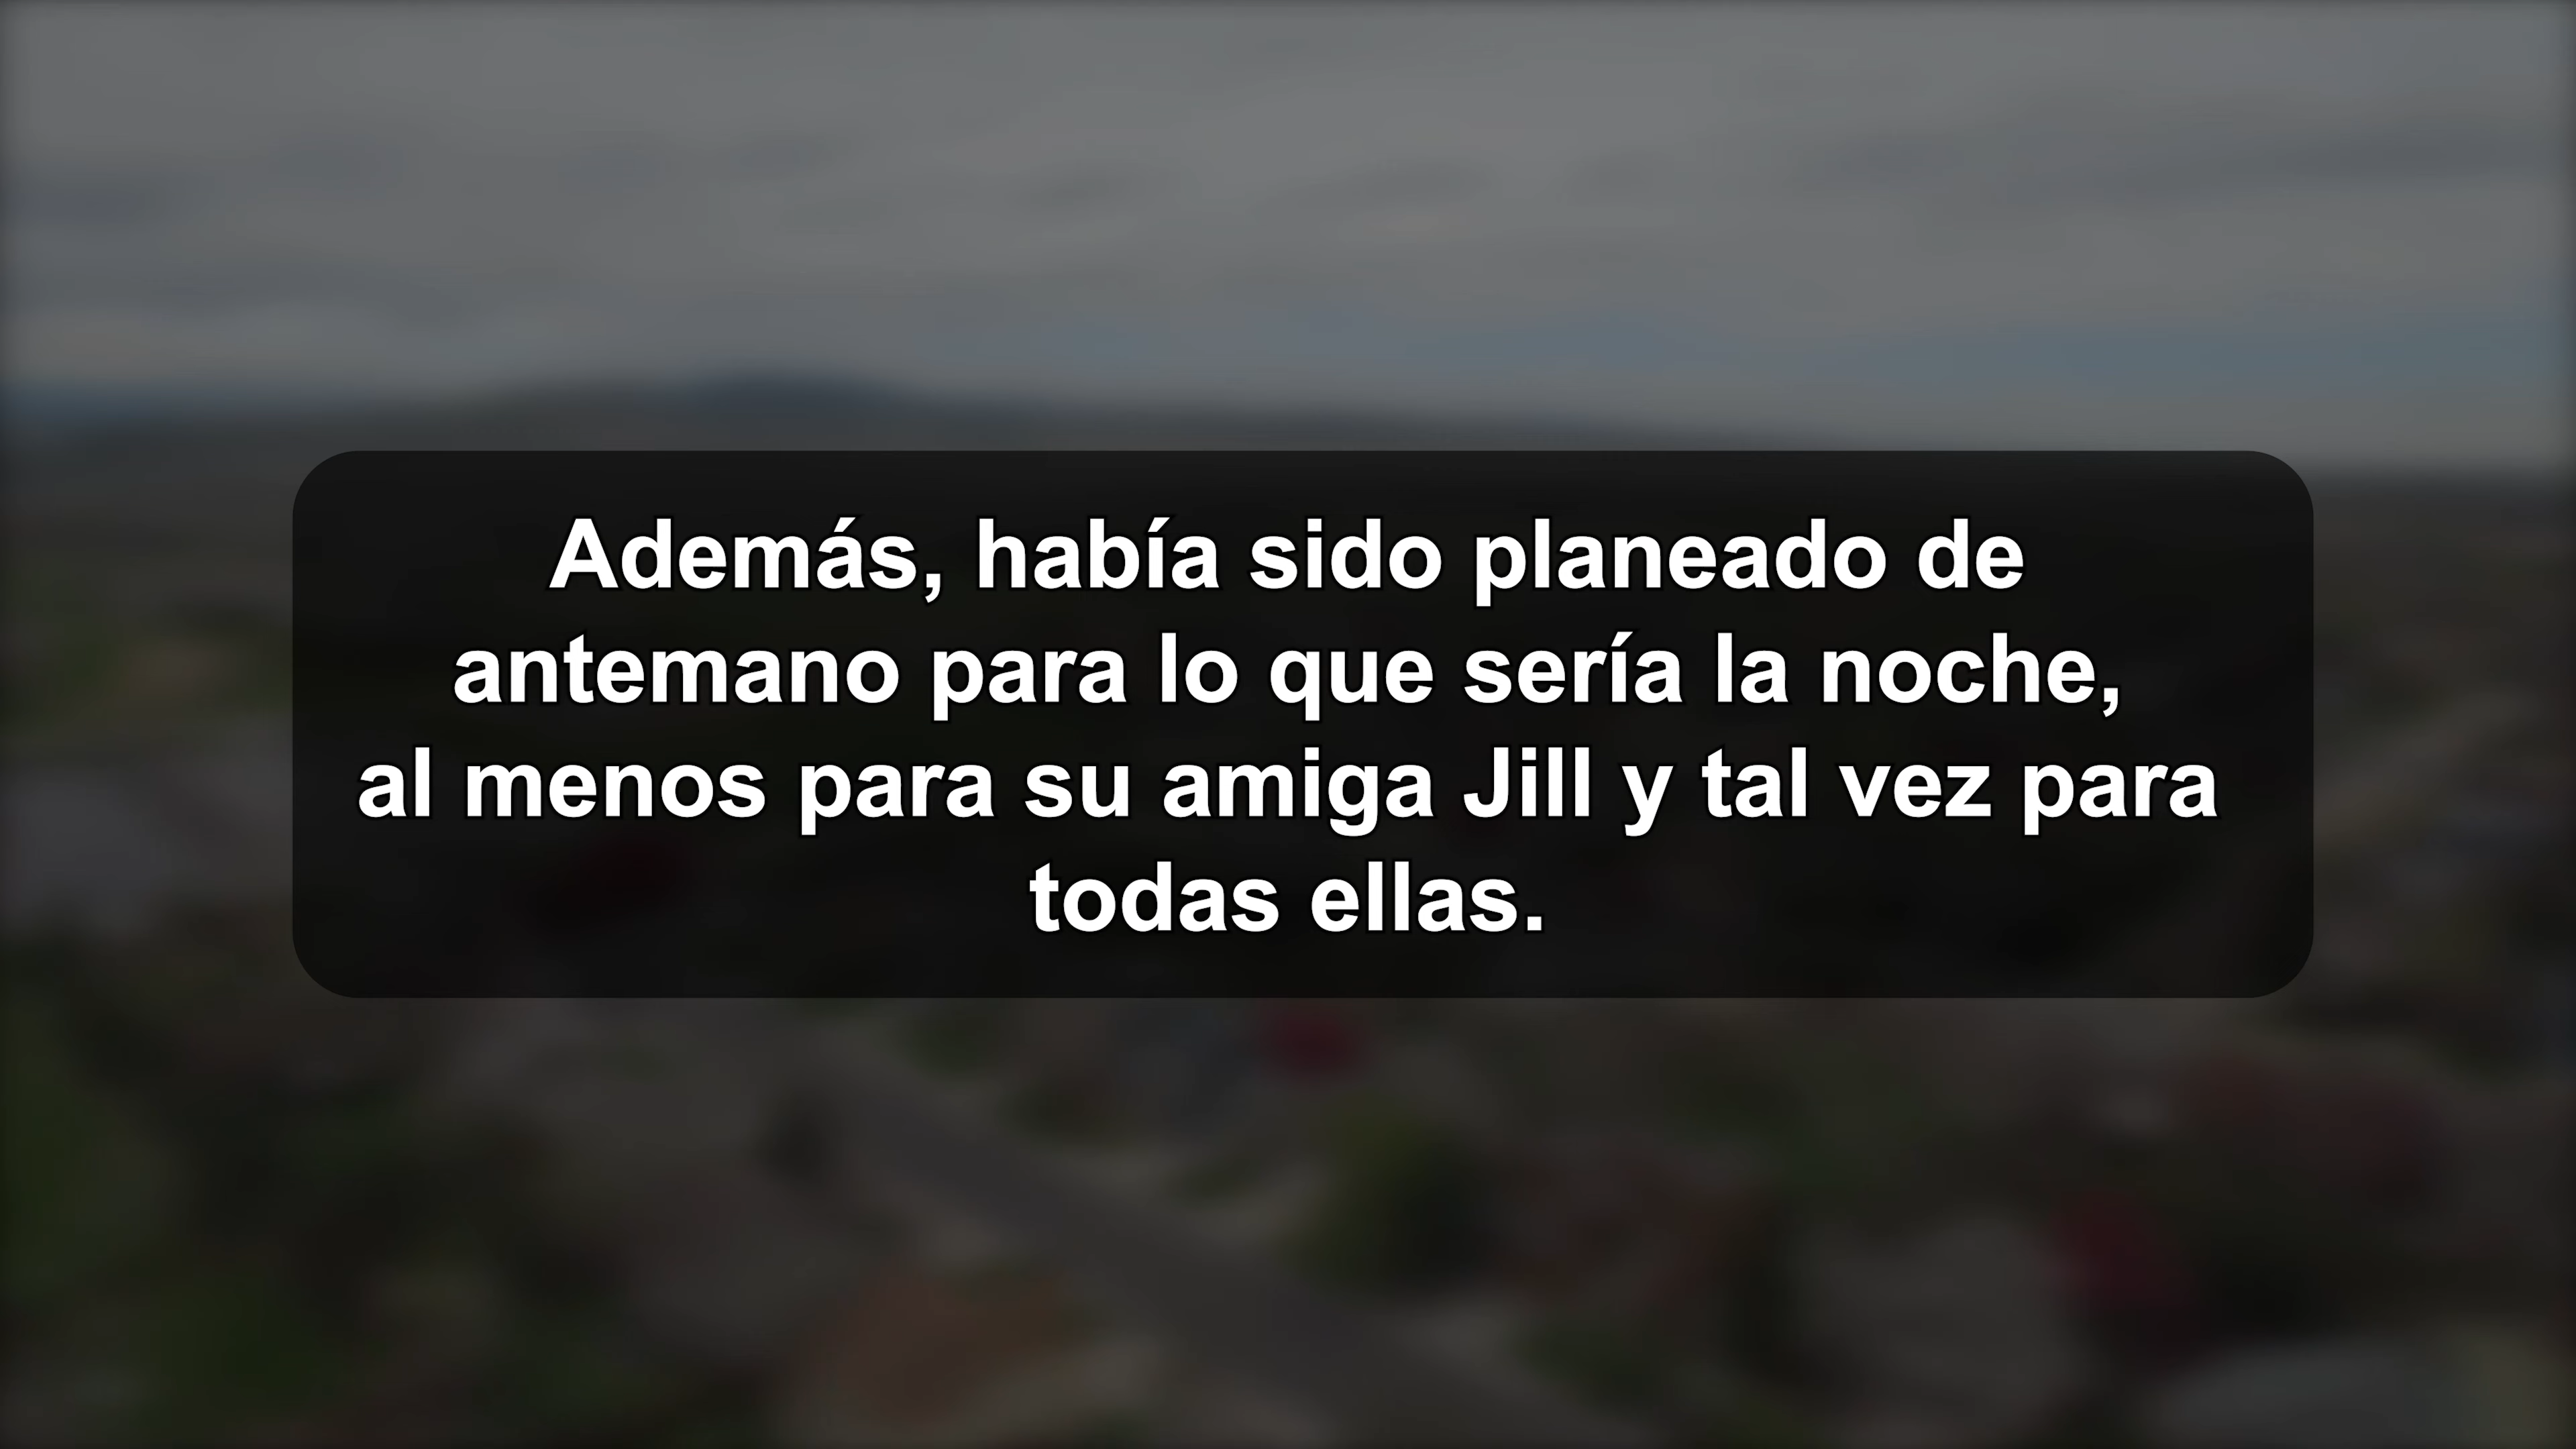 Además, había sido planeado de
antemano para lo que sería la noche,
al menos para su amiga Jill y tal vez para
todas ellas.